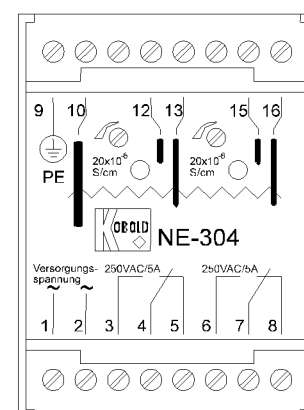 9 10 12 13 15 16
20x10⁻⁶ 20x10⁻⁶
S/cm S/cm
PE
KOBOLD NE-304
Versorgungs- 250VAC/5A 250VAC/5A
spannung
~ ~
1 2 3 4 5 6 7 8